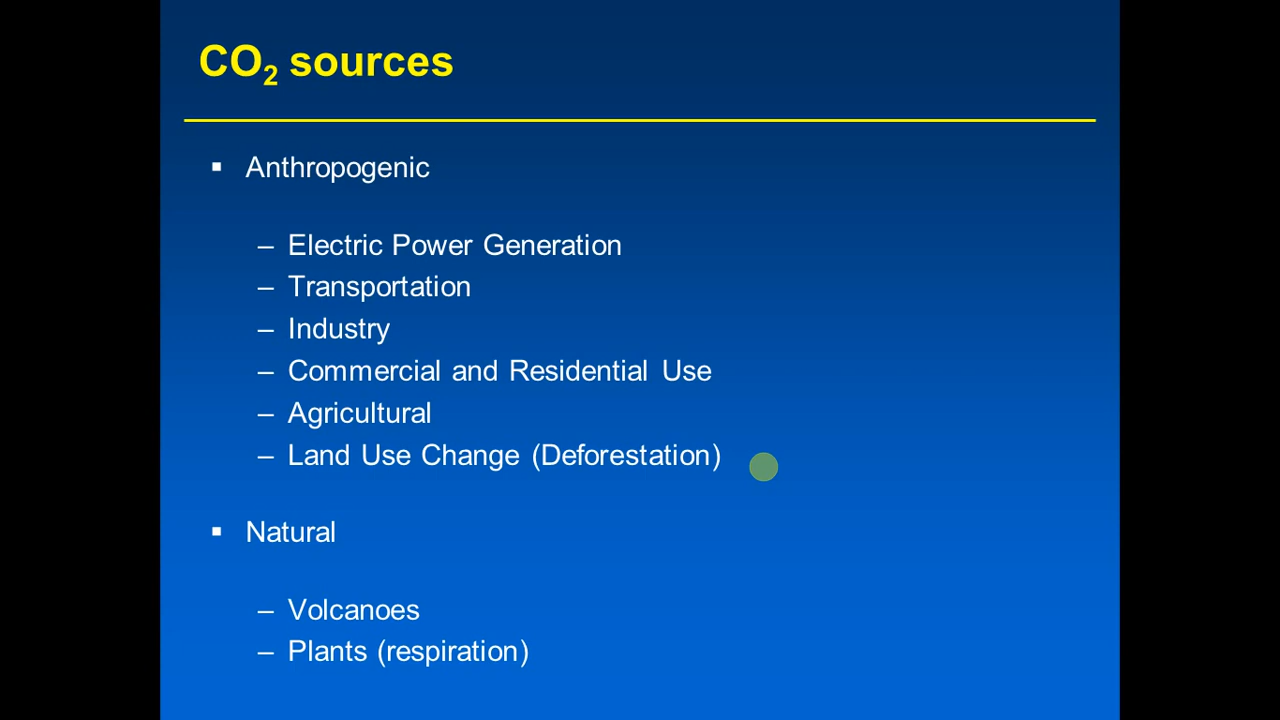 CO₂ sources
▪ Anthropogenic
– Electric Power Generation
– Transportation
– Industry
– Commercial and Residential Use
– Agricultural
– Land Use Change (Deforestation)
▪ Natural
– Volcanoes
– Plants (respiration)